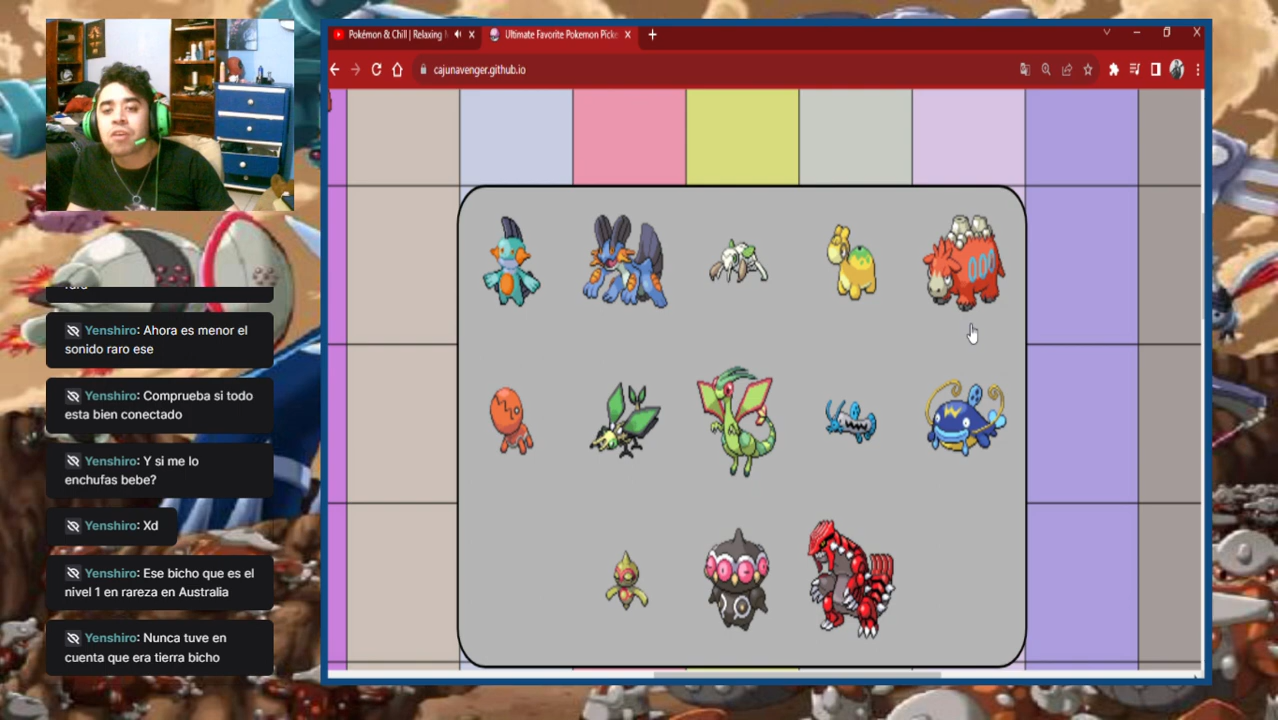 Pokémon & Chill | Relaxing
Ultimate Favorite Pokemon Picke
cajunavenger.github.io
Yenshiro: Ahora es menor el
sonido raro ese
Yenshiro: Comprueba si todo
esta bien conectado
Yenshiro: Y si me lo
enchufas bebe?
Yenshiro: Xd
Yenshiro: Ese bicho que es el
nivel 1 en rareza en Australia
Yenshiro: Nunca tuve en
cuenta que era tierra bicho